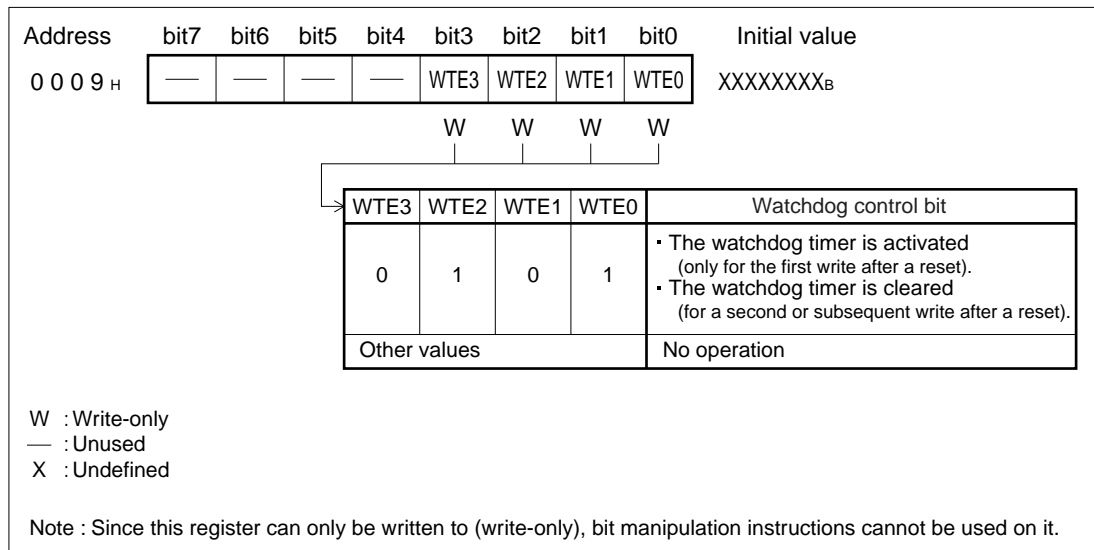 Address bit7 bit6 bit5 bit4 bit3 bit2 bit1 bit0 Initial value
0 0 0 9 H — — — — WTE3 WTE2 WTE1 WTE0 XXXXXXXXB
W W W W
WTE3 WTE2 WTE1 WTE0 Watchdog control bit
0 1 0 1
・The watchdog timer is activated
(only for the first write after a reset).
・The watchdog timer is cleared
(for a second or subsequent write after a reset).
Other values No operation
W : Write-only
— : Unused
X : Undefined
Note : Since this register can only be written to (write-only), bit manipulation instructions cannot be used on it.